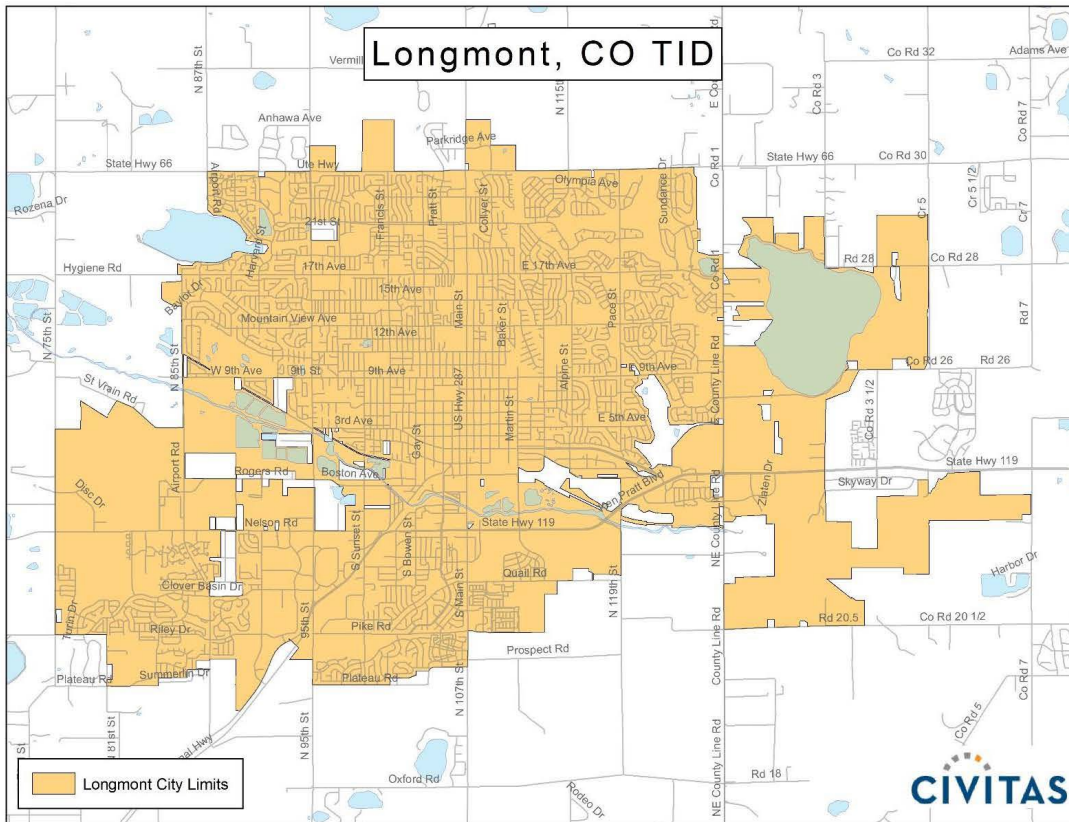 Longmont, CO TID
N 87th St
Vermill
N 115th
E Cou
Rd
Co Rd 3
Co Rd 32
Adams Ave
Co Rd 7
Anhawa Ave
Parkridge Ave
State Hwy 66
Ute Hwy
Airport Rd
Olympia Ave
Sundance Dr
Co Rd 1
State Hwy 66
Co Rd 30
Cr 5 1/2
Rozena Dr
Harvard St
21st St
Francis St
Pratt St
Collyer St
Cr 5
Cr 7
Hygiene Rd
17th Ave
E 17th Ave
Co Rd 1
Rd 28
Co Rd 28
Baylor Dr
15th Ave
Main St
Baker St
Pace St
Rd 7
Mountain View Ave
12th Ave
N 75th St
N 85th St
W 9th Ave
9th St
9th Ave
Alpine St
E 9th Ave
E County Line Rd
Co Rd 26
Rd 26
St Vrain Rd
3rd Ave
Gay St
US Hwy 287
Martin St
E 5th Ave
Co Rd 3 1/2
Airport Rd
Rogers Rd
Boston Ave
State Hwy 119
Disc Dr
Ken Pratt Blvd
Zlaten Dr
Skyway Dr
Nelson Rd
S Sunset St
S Bowen St
State Hwy 119
NE County Line Rd
Clover Basin Dr
S Main St
Quail Rd
N 119th St
Harbor Dr
Turin Dr
Riley Dr
95th St
Pike Rd
County Line Rd
Rd 20.5
Co Rd 20 1/2
Plateau Rd
Summerlin Dr
Plateau Rd
Prospect Rd
N 107th St
Co Rd 7
N 81st St
nal Hwy
N 95th St
Co Rd 5
St
Oxford Rd
Rodeo Dr
NE County Line Rd
Rd 18
Longmont City Limits
CIVITAS